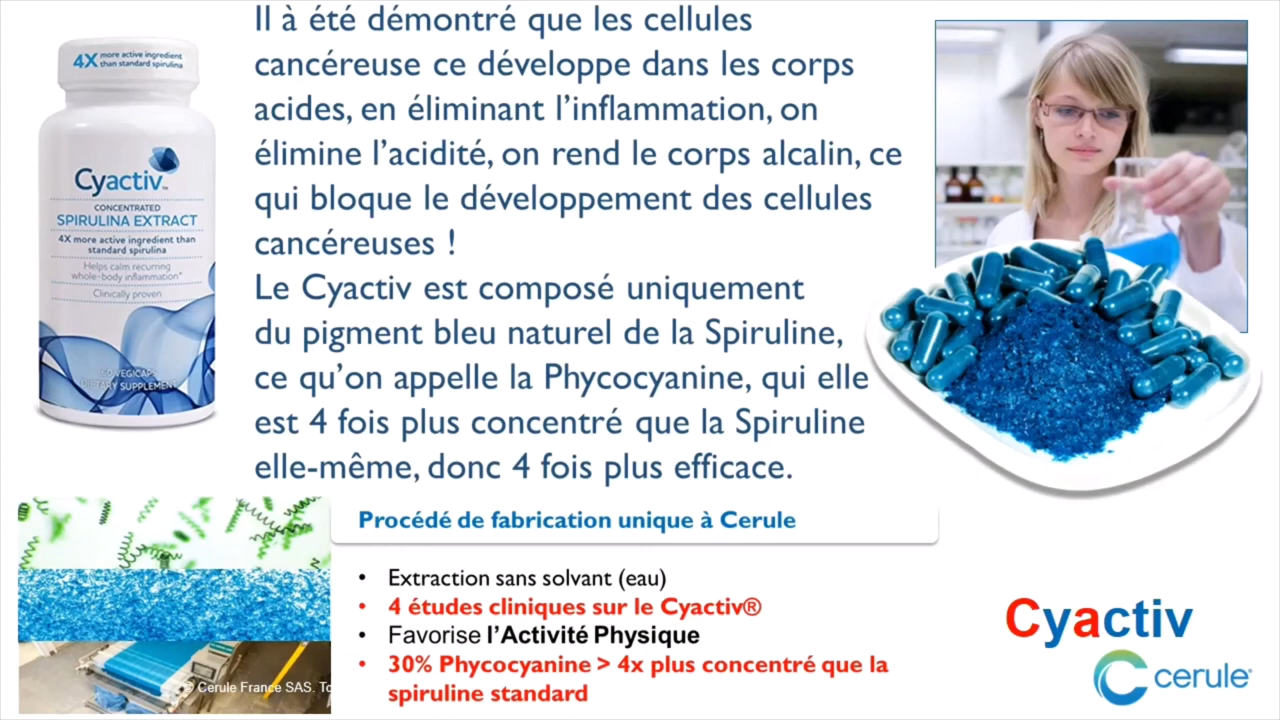 Il à été démontré que les cellules
cancéreuse ce développe dans les corps
acides, en éliminant l'inflammation, on
élimine l'acidité, on rend le corps alcalin, ce
qui bloque le développement des cellules
cancéreuses !
Le Cyactiv est composé uniquement
du pigment bleu naturel de la Spiruline,
ce qu'on appelle la Phycocyanine, qui elle
est 4 fois plus concentré que la Spiruline
elle-même, donc 4 fois plus efficace.
4X more active ingredient
than standard spirulina
Cyactiv™
CONCENTRATED
SPIRULINA EXTRACT
4X more active ingredient than
standard spirulina
Helps calm recurring
whole-body inflammation*
Clinically proven
VEGICAPS
DIETARY SUPPLEMENT
Procédé de fabrication unique à Cerule
• Extraction sans solvant (eau)
• 4 études cliniques sur le Cyactiv®
• Favorise l'Activité Physique
• 30% Phycocyanine > 4x plus concentré que la
spiruline standard
© Cerule France SAS. To
Cyactiv
cerule®